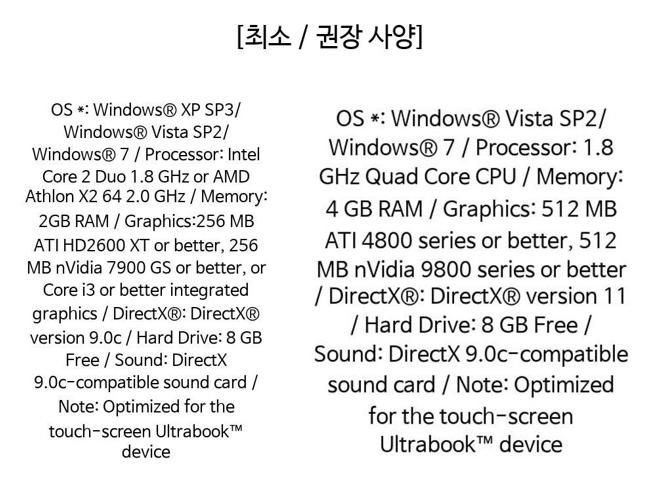 [최소 / 권장 사양]
OS *: Windows® XP SP3/
Windows® Vista SP2/
Windows® 7 / Processor: Intel
Core 2 Duo 1.8 GHz or AMD
Athlon X2 64 2.0 GHz / Memory:
2GB RAM / Graphics:256 MB
ATI HD2600 XT or better, 256
MB nVidia 7900 GS or better, or
Core i3 or better integrated
graphics / DirectX®: DirectX®
version 9.0c / Hard Drive: 8 GB
Free / Sound: DirectX
9.0c-compatible sound card /
Note: Optimized for the
touch-screen Ultrabook™
device
OS *: Windows® Vista SP2/
Windows® 7 / Processor: 1.8
GHz Quad Core CPU / Memory:
4 GB RAM / Graphics: 512 MB
ATI 4800 series or better, 512
MB nVidia 9800 series or better
/ DirectX®: DirectX® version 11
/ Hard Drive: 8 GB Free /
Sound: DirectX 9.0c-compatible
sound card / Note: Optimized
for the touch-screen
Ultrabook™ device